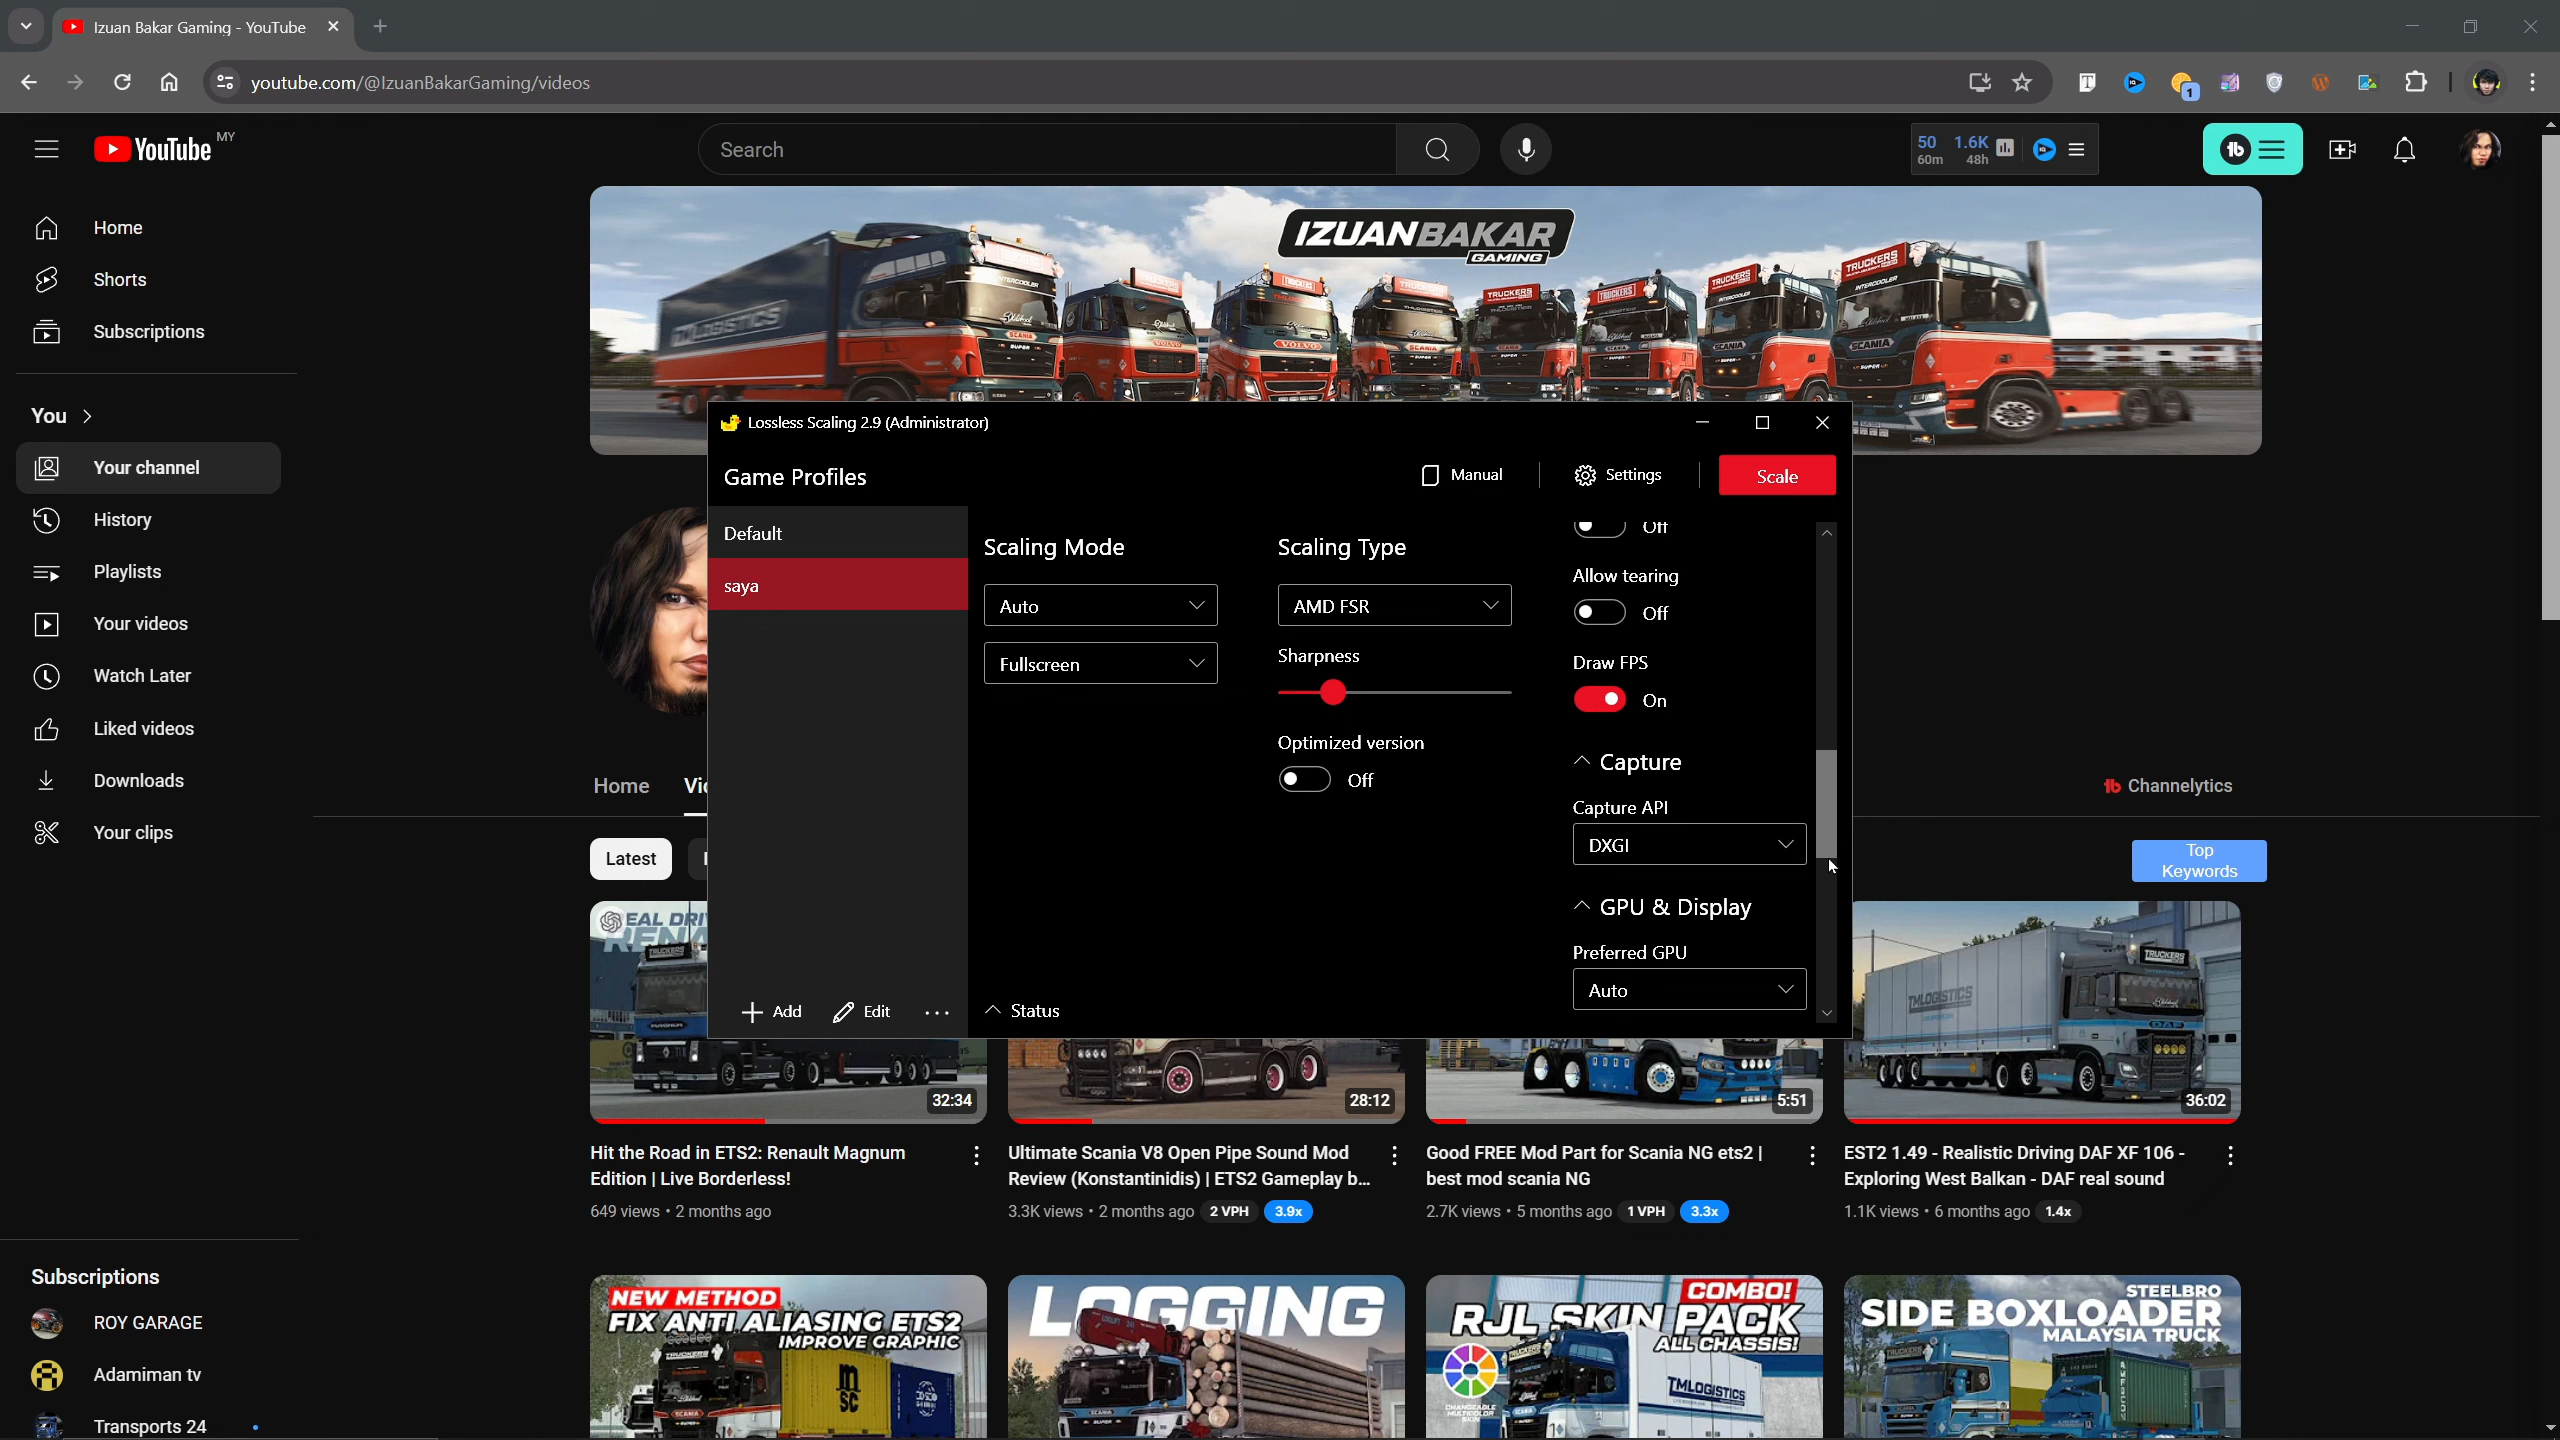 Izuan Bakar Gaming - YouTube
youtube.com/@IzuanBakarGaming/videos
1
YouTube MY
Search
50 1.6K
60m 48h
Home
Shorts
Subscriptions
You
Your channel
History
Playlists
Your videos
Watch Later
Liked videos
Downloads
Your clips
Subscriptions
ROY GARAGE
Adamiman tv
Transports 24
IZUANBAKAR
GAMING
Lossless Scaling 2.9 (Administrator)
Game Profiles
Manual
Settings
Scale
Default
saya
Add
Edit
Scaling Mode
Auto
Fullscreen
Status
Scaling Type
AMD FSR
Sharpness
Optimized version
Off
Off
Allow tearing
Off
Draw FPS
On
Capture
Capture API
DXGI
GPU & Display
Preferred GPU
Auto
Home
Channelytics
Latest
Top
Keywords
32:34
28:12
5:51
36:02
Hit the Road in ETS2: Renault Magnum
Edition | Live Borderless!
649 views • 2 months ago
Ultimate Scania V8 Open Pipe Sound Mod
Review (Konstantinidis) | ETS2 Gameplay b...
3.3K views • 2 months ago 2 VPH 3.9x
Good FREE Mod Part for Scania NG ets2 |
best mod scania NG
2.7K views • 5 months ago 1 VPH 3.3x
EST2 1.49 - Realistic Driving DAF XF 106 -
Exploring West Balkan - DAF real sound
1.1K views • 6 months ago 1.4x
NEW METHOD
FIX ANTI ALIASING ETS2
IMPROVE GRAPHIC
LOGGING
COMBO!
RJL SKIN PACK
ALL CHASSIS!
CHANGEABLE
MULTICOLOR
SKIN
TMLOGISTICS
STEELBRO
SIDE BOXLOADER
MALAYSIA TRUCK